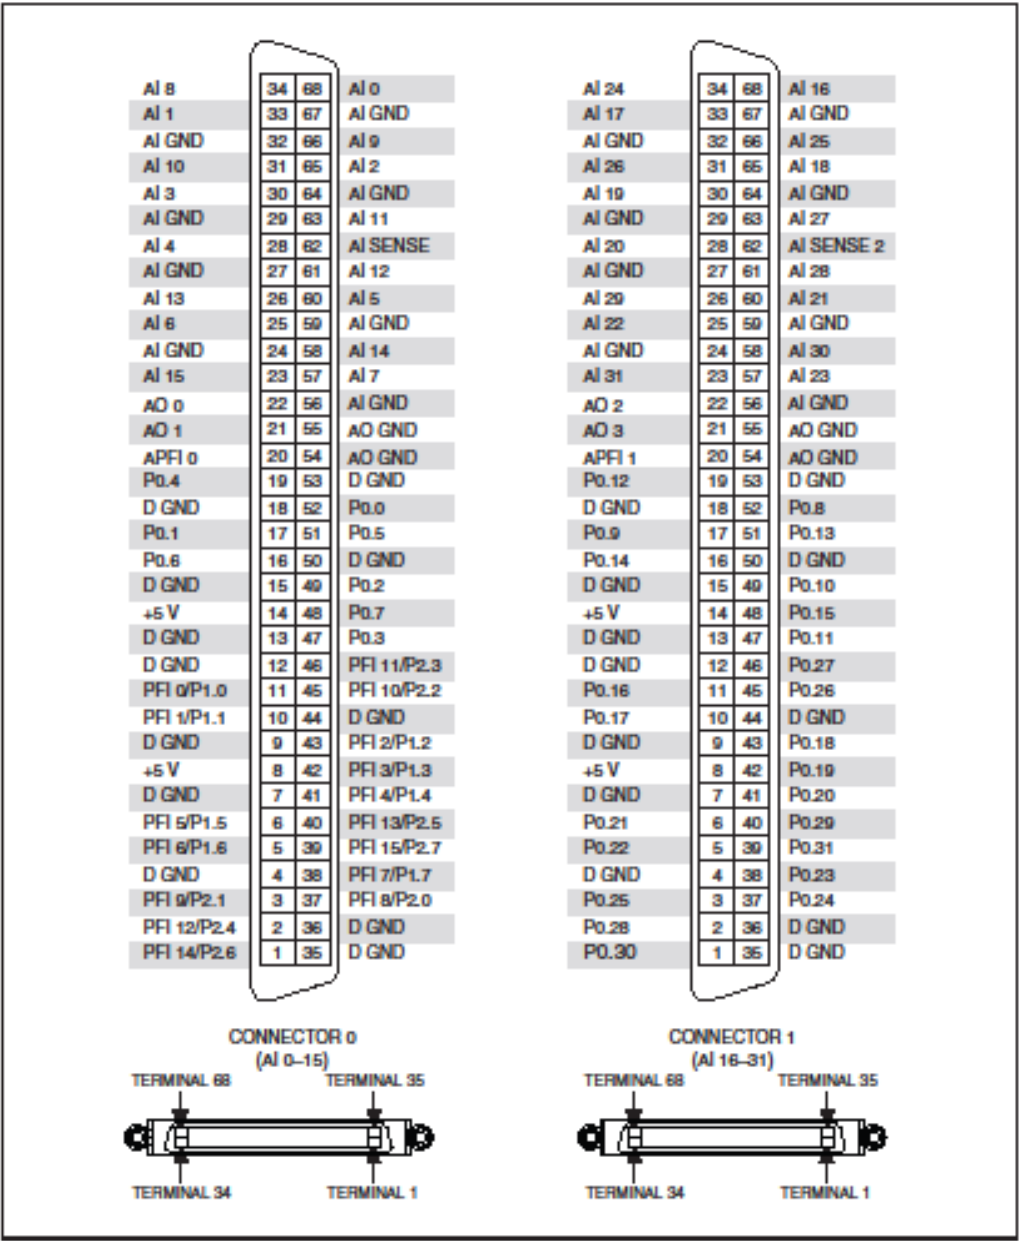 AI 8 34 68 AI 0
AI 1 33 67 AI GND
AI GND 32 66 AI 9
AI 10 31 65 AI 2
AI 3 30 64 AI GND
AI GND 29 63 AI 11
AI 4 28 62 AI SENSE
AI GND 27 61 AI 12
AI 13 26 60 AI 5
AI 6 25 59 AI GND
AI GND 24 58 AI 14
AI 15 23 57 AI 7
AO 0 22 56 AI GND
AO 1 21 55 AO GND
APFI 0 20 54 AO GND
P0.4 19 53 D GND
D GND 18 52 P0.0
P0.1 17 51 P0.5
P0.6 16 50 D GND
D GND 15 49 P0.2
+5 V 14 48 P0.7
D GND 13 47 P0.3
D GND 12 46 PFI 11/P2.3
PFI 0/P1.0 11 45 PFI 10/P2.2
PFI 1/P1.1 10 44 D GND
D GND 9 43 PFI 2/P1.2
+5 V 8 42 PFI 3/P1.3
D GND 7 41 PFI 4/P1.4
PFI 5/P1.5 6 40 PFI 13/P2.5
PFI 6/P1.6 5 39 PFI 15/P2.7
D GND 4 38 PFI 7/P1.7
PFI 9/P2.1 3 37 PFI 8/P2.0
PFI 12/P2.4 2 36 D GND
PFI 14/P2.6 1 35 D GND
CONNECTOR 0
(AI 0–15)
TERMINAL 68 TERMINAL 35
TERMINAL 34 TERMINAL 1
AI 24 34 68 AI 16
AI 17 33 67 AI GND
AI GND 32 66 AI 25
AI 26 31 65 AI 18
AI 19 30 64 AI GND
AI GND 29 63 AI 27
AI 20 28 62 AI SENSE 2
AI GND 27 61 AI 28
AI 29 26 60 AI 21
AI 22 25 59 AI GND
AI GND 24 58 AI 30
AI 31 23 57 AI 23
AO 2 22 56 AI GND
AO 3 21 55 AO GND
APFI 1 20 54 AO GND
P0.12 19 53 D GND
D GND 18 52 P0.8
P0.9 17 51 P0.13
P0.14 16 50 D GND
D GND 15 49 P0.10
+5 V 14 48 P0.15
D GND 13 47 P0.11
D GND 12 46 P0.27
P0.16 11 45 P0.26
P0.17 10 44 D GND
D GND 9 43 P0.18
+5 V 8 42 P0.19
D GND 7 41 P0.20
P0.21 6 40 P0.29
P0.22 5 39 P0.31
D GND 4 38 P0.23
P0.25 3 37 P0.24
P0.28 2 36 D GND
P0.30 1 35 D GND
CONNECTOR 1
(AI 16–31)
TERMINAL 68 TERMINAL 35
TERMINAL 34 TERMINAL 1